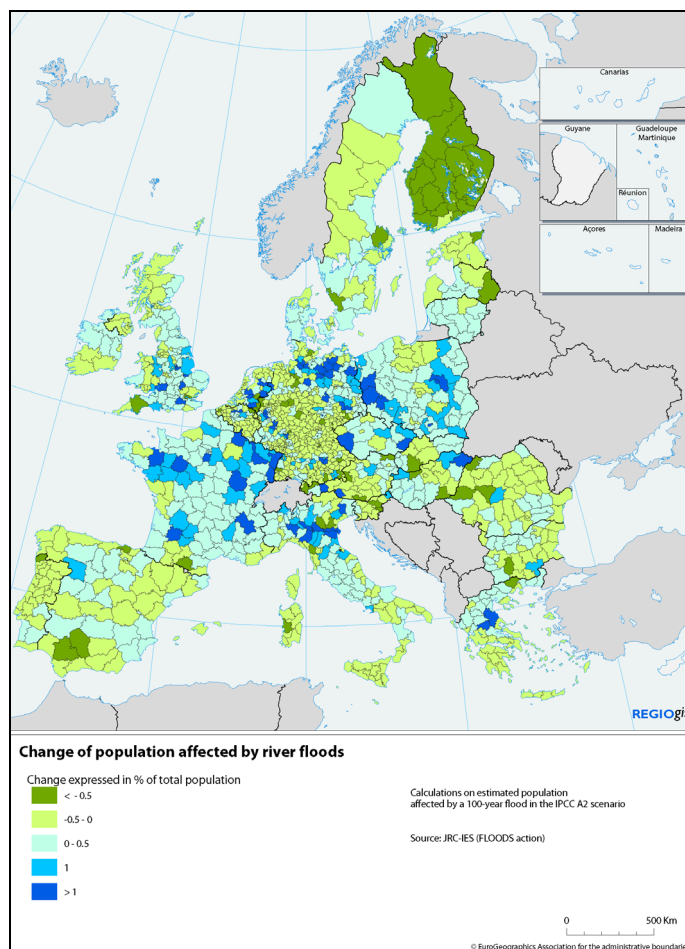 Canarias
Guyane
Guadeloupe
Martinique
Réunion
Açores
Madeira
REGIOgi
Change of population affected by river floods
Change expressed in % of total population
< - 0.5
-0.5 - 0
0 - 0.5
1
> 1
Calculations on estimated population
affected by a 100-year flood in the IPCC A2 scenario
Source: JRC-IES (FLOODS action)
0 500 Km
© EuroGeographics Association for the administrative boundarie